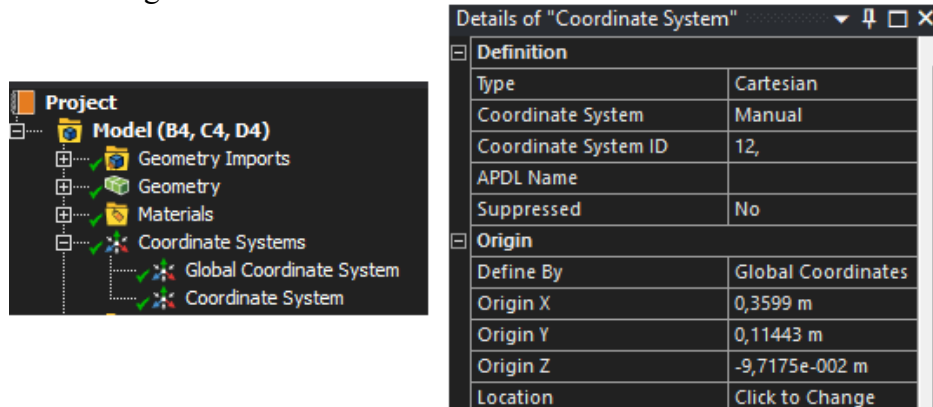 Project
Model (B4, C4, D4)
Geometry Imports
Geometry
Materials
Coordinate Systems
Global Coordinate System
Coordinate System
Details of "Coordinate System"
Definition
Type Cartesian
Coordinate System Manual
Coordinate System ID 12,
APDL Name
Suppressed No
Origin
Define By Global Coordinates
Origin X 0,3599 m
Origin Y 0,11443 m
Origin Z -9,7175e-002 m
Location Click to Change